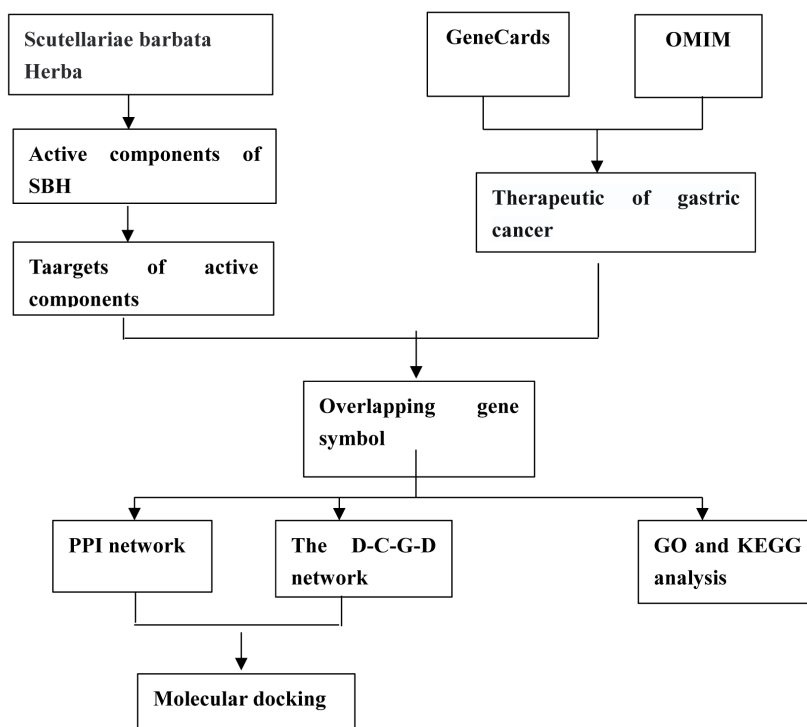 Scutellariae barbata
Herba
GeneCards
OMIM
Active components of
SBH
Therapeutic of gastric
cancer
Taargets of active
components
Overlapping gene
symbol
PPI network
The D-C-G-D
network
GO and KEGG
analysis
Molecular docking